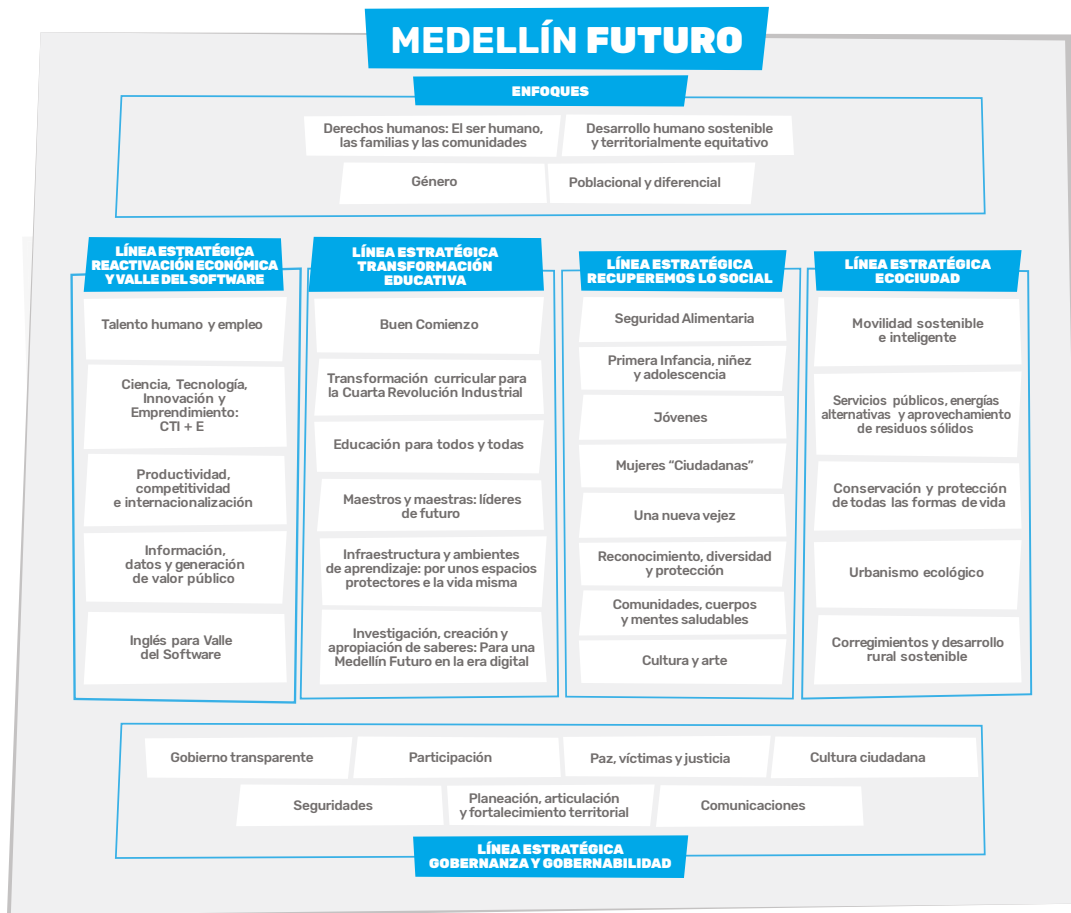 MEDELLÍN FUTURO
ENFOQUES
Derechos humanos: El ser humano,
las familias y las comunidades
Desarrollo humano sostenible
y territorialmente equitativo
Género
Poblacional y diferencial
LÍNEA ESTRATÉGICA
REACTIVACIÓN ECONÓMICA
Y VALLE DEL SOFTWARE
Talento humano y empleo
Ciencia, Tecnología,
Innovación y
Emprendimiento:
CTI + E
Productividad,
competitividad
e internacionalización
Información,
datos y generación
de valor público
Inglés para Valle
del Software
LÍNEA ESTRATÉGICA
TRANSFORMACIÓN
EDUCATIVA
Buen Comienzo
Transformación curricular para
la Cuarta Revolución Industrial
Educación para todos y todas
Maestros y maestras: líderes
de futuro
Infraestructura y ambientes
de aprendizaje: por unos espacios
protectores e la vida misma
Investigación, creación y
apropiación de saberes: Para una
Medellín Futuro en la era digital
LÍNEA ESTRATÉGICA
RECUPEREMOS LO SOCIAL
Seguridad Alimentaria
Primera Infancia, niñez
y adolescencia
Jóvenes
Mujeres “Ciudadanas”
Una nueva vejez
Reconocimiento, diversidad
y protección
Comunidades, cuerpos
y mentes saludables
Cultura y arte
LÍNEA ESTRATÉGICA
ECOCIUDAD
Movilidad sostenible
e inteligente
Servicios públicos, energías
alternativas y aprovechamiento
de residuos sólidos
Conservación y protección
de todas las formas de vida
Urbanismo ecológico
Corregimientos y desarrollo
rural sostenible
Gobierno transparente
Participación
Paz, víctimas y justicia
Cultura ciudadana
Seguridades
Planeación, articulación
y fortalecimiento territorial
Comunicaciones
LÍNEA ESTRATÉGICA
GOBERNANZA Y GOBERNABILIDAD